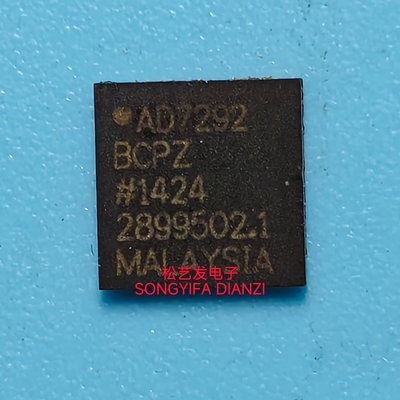 AD7292
BCPZ
#1424
2899502.1
MALAYSIA
松艺发电子
SONGYIFA DIANZI